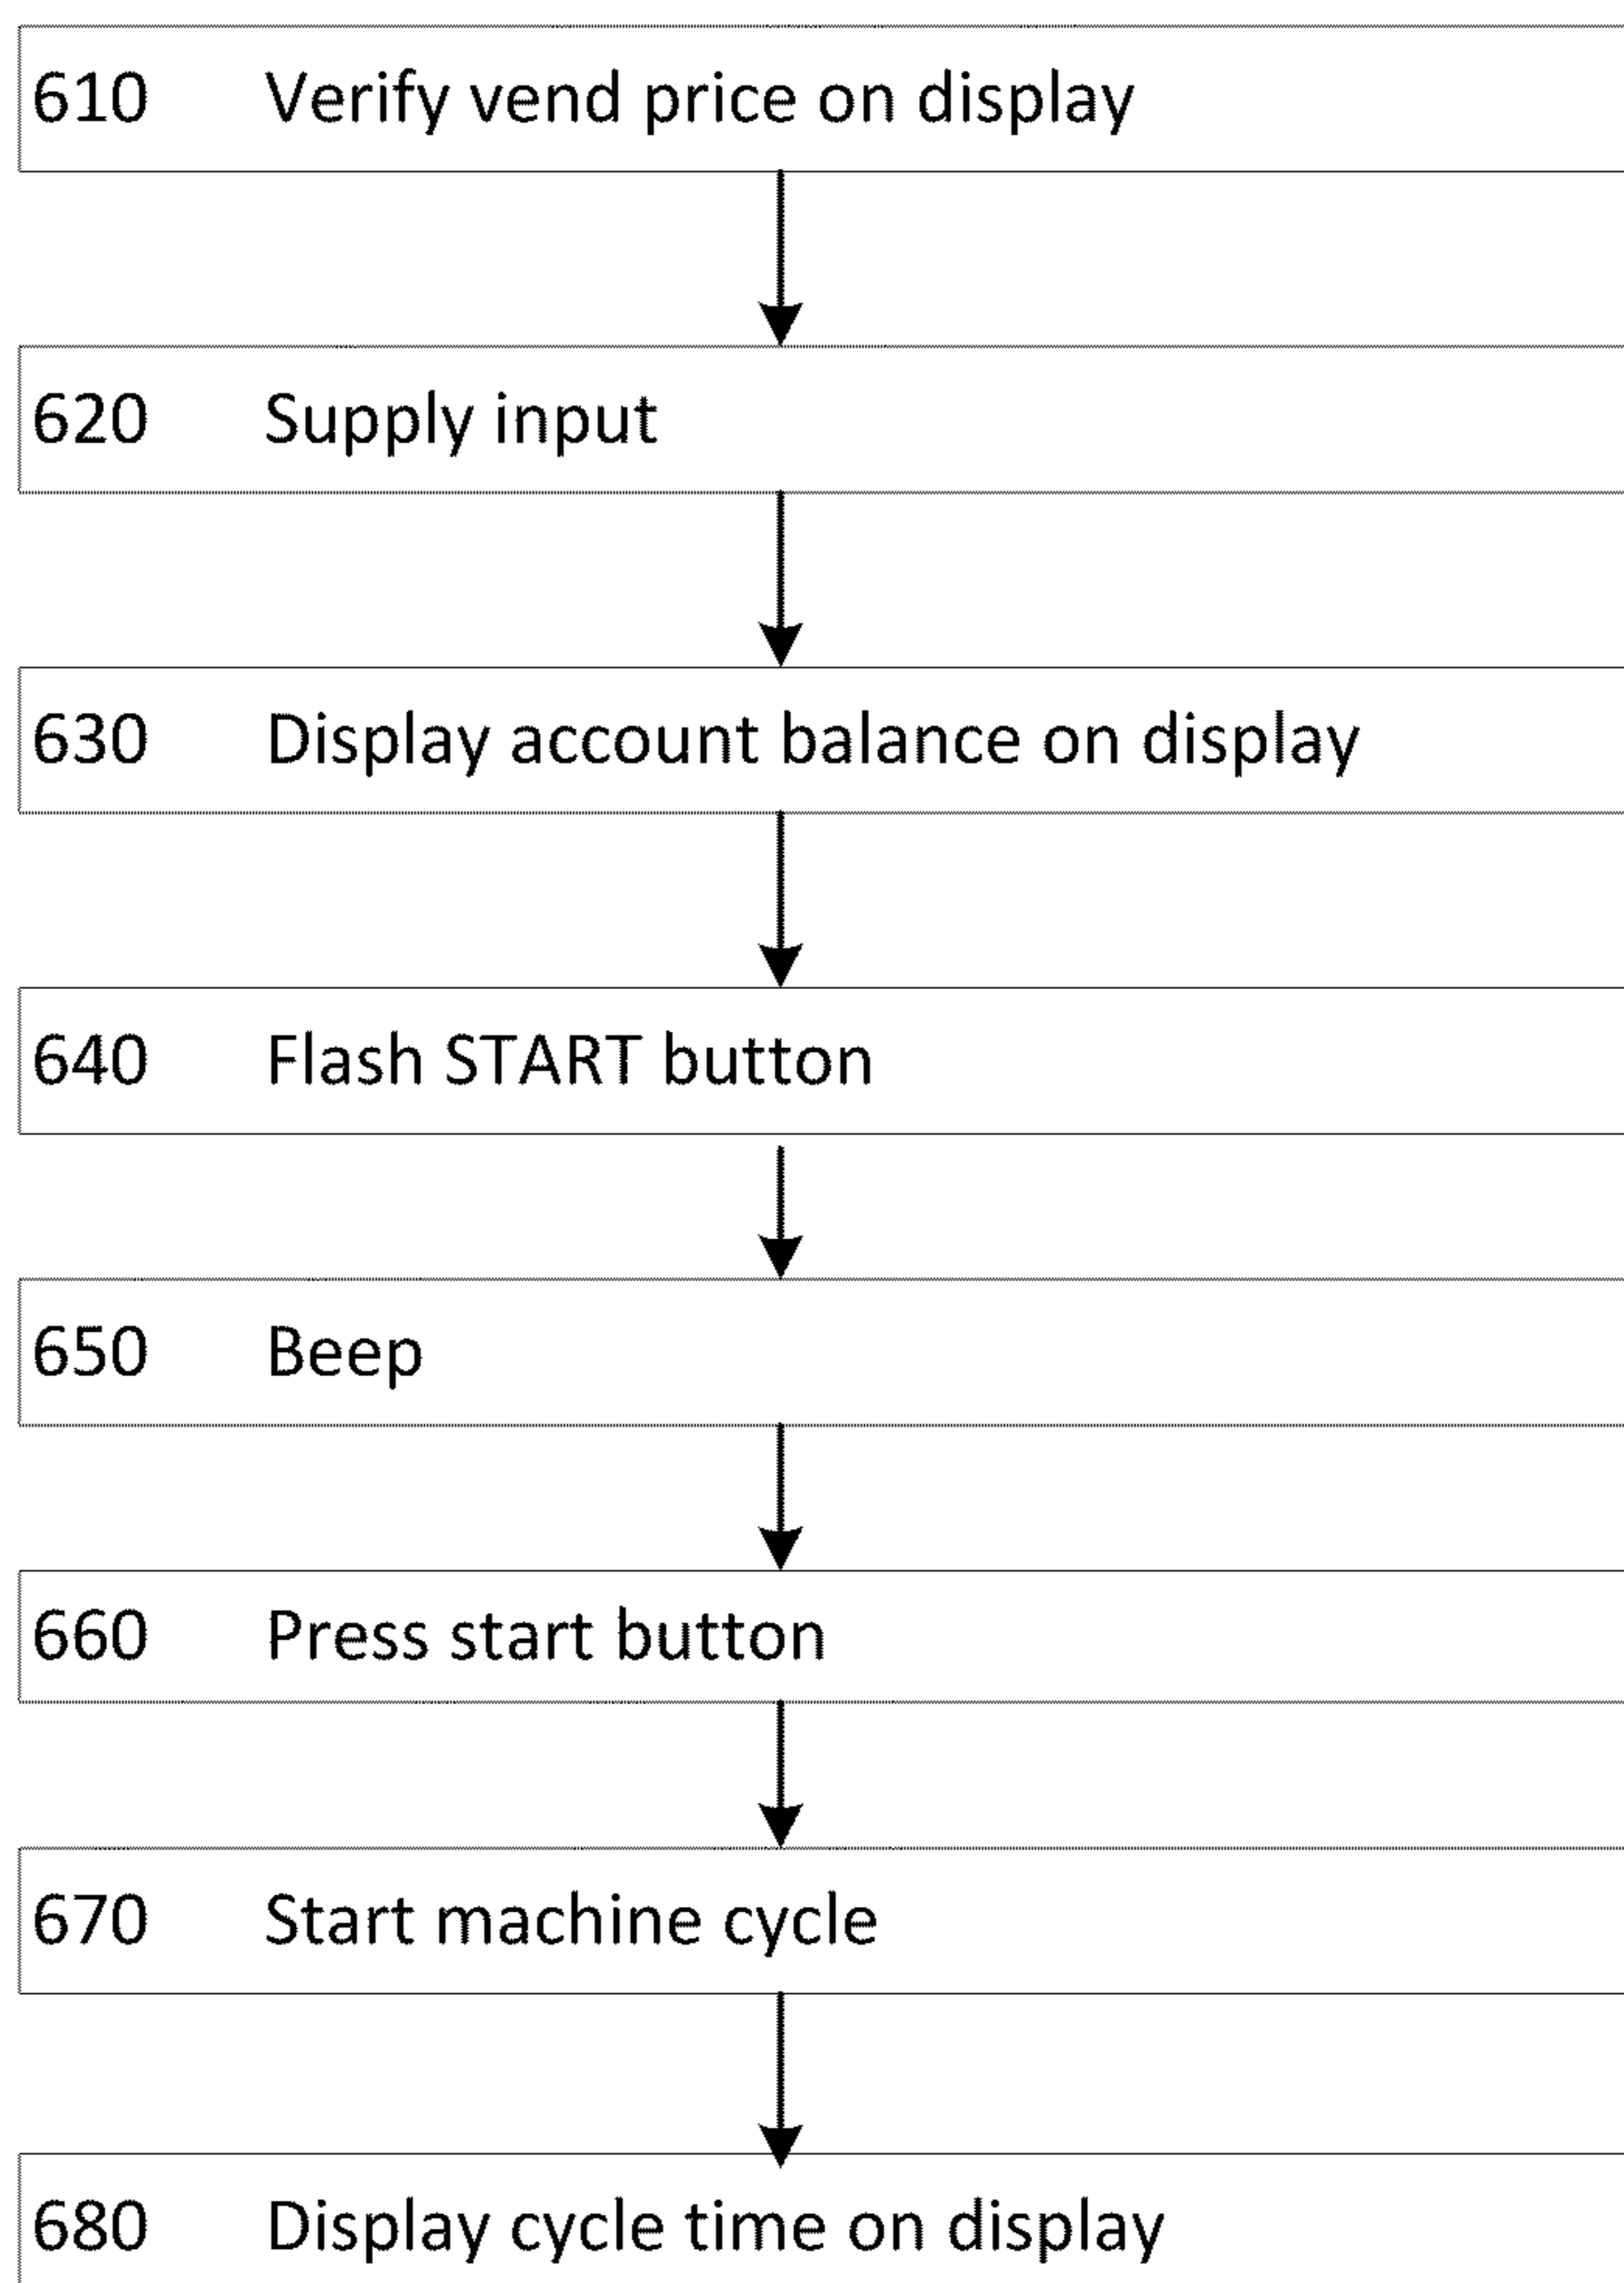 610 Verify vend price on display
620 Supply input
630 Display account balance on display
640 Flash START button
650 Beep
660 Press start button
670 Start machine cycle
680 Display cycle time on display